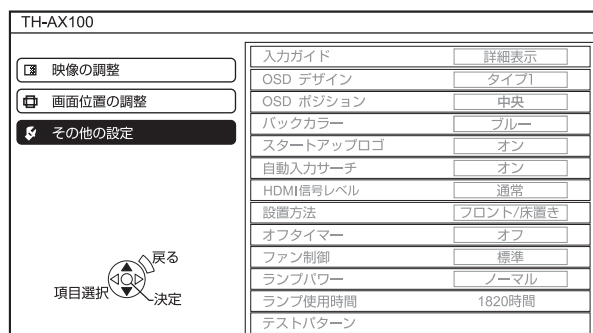 TH-AX100
映像の調整
画面位置の調整
その他の設定
入力ガイド 詳細表示
OSD デザイン タイプ1
OSD ポジション 中央
バックカラー ブルー
スタートアップロゴ オン
自動入力サーチ オン
HDMI信号レベル 通常
設置方法 フロント/床置き
オフタイマー オフ
ファン制御 標準
ランプパワー ノーマル
ランプ使用時間 1820時間
テストパターン
戻る
項目選択
決定